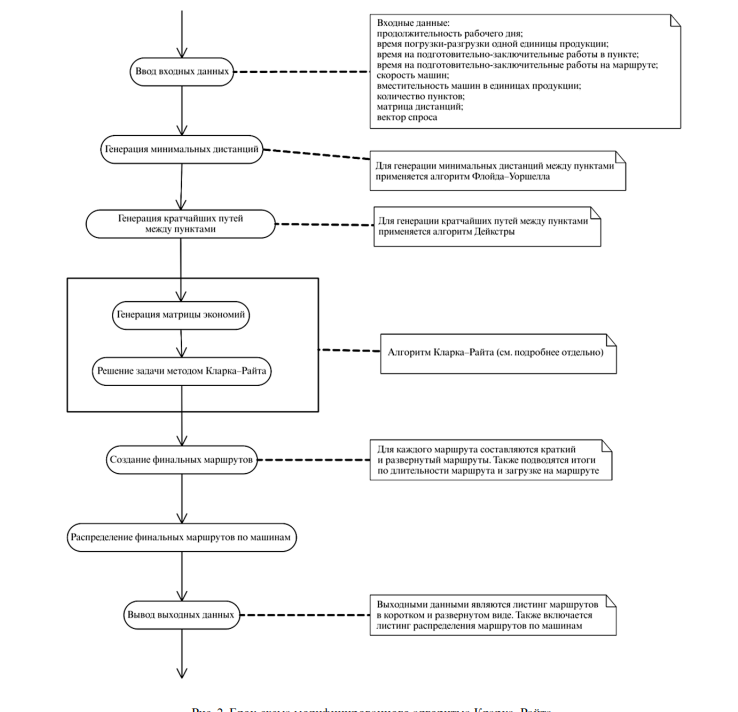 Входные данные:
продолжительность рабочего дня;
время погрузки-разгрузки одной единицы продукции;
время на подготовительно-заключительные работы в пункте;
время на подготовительно-заключительные работы на маршруте;
скорость машин;
вместительность машин в единицах продукции;
количество пунктов;
матрица дистанций;
вектор спроса
Ввод входных данных
Генерация минимальных дистанций
Для генерации минимальных дистанций между пунктами
применяется алгоритм Флойда–Уоршелла
Генерация кратчайших путей
между пунктами
Для генерации кратчайших путей между пунктами
применяется алгоритм Дейкстры
Генерация матрицы экономий
Решение задачи методом Кларка–Райта
Алгоритм Кларка–Райта (см. подробнее отдельно)
Создание финальных маршрутов
Для каждого маршрута составляются краткий
и развернутый маршруты. Также подводятся итоги
по длительности маршрута и загрузке на маршруте
Распределение финальных маршрутов по машинам
Вывод выходных данных
Выходными данными являются листинг маршрутов
в коротком и развернутом виде. Также включается
листинг распределения маршрутов по машинам